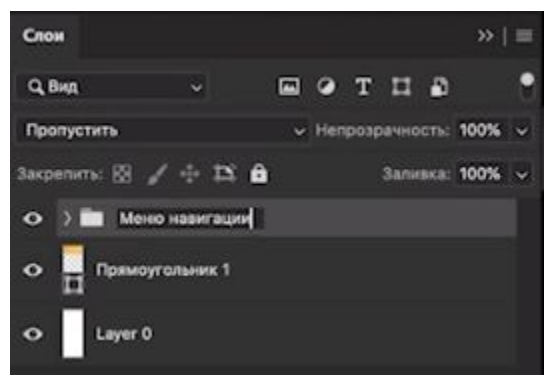 Слои
Вид
Пропустить Непрозрачность: 100%
Закрепить: Заливка: 100%
Меню навигации
Прямоугольник 1
Layer 0